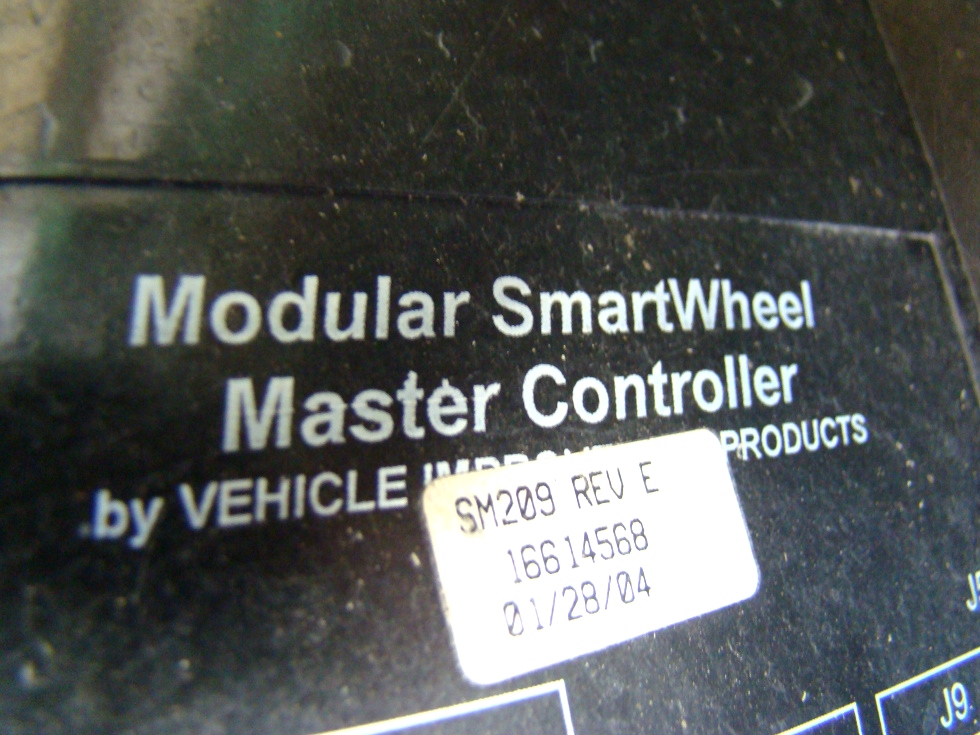 Modular SmartWheel
Master Controller
by VEHICLE PRODUCTS
SM209 REV E
16614568
01/28/04
J9